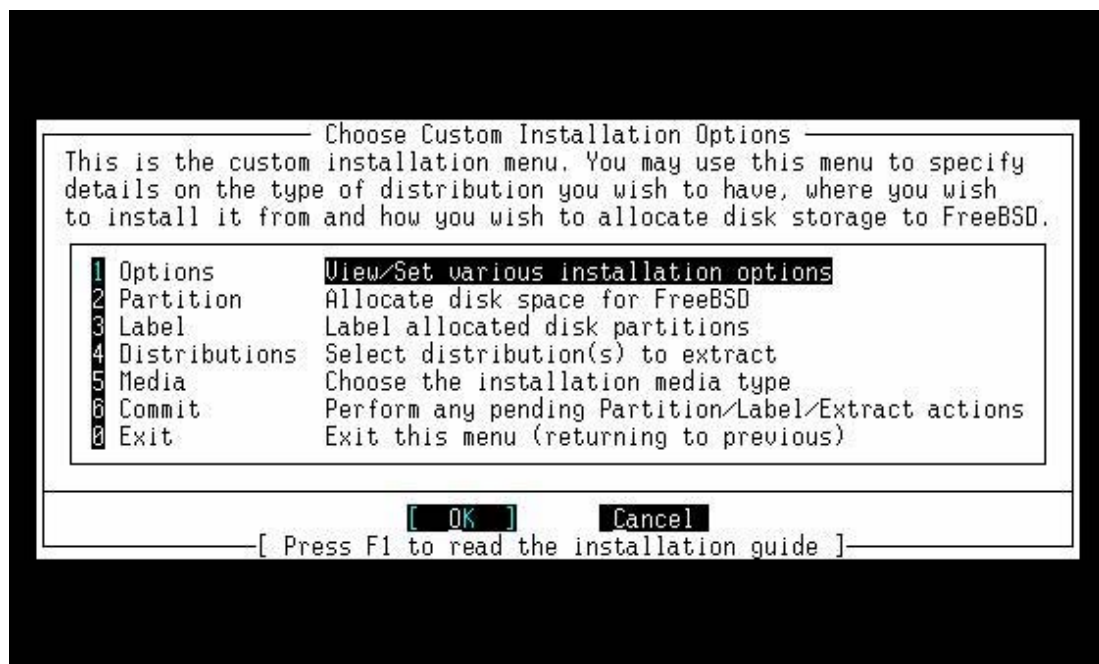 Choose Custom Installation Options
This is the custom installation menu. You may use this menu to specify
details on the type of distribution you wish to have, where you wish
to install it from and how you wish to allocate disk storage to FreeBSD.
1 Options View/Set various installation options
2 Partition Allocate disk space for FreeBSD
3 Label Label allocated disk partitions
4 Distributions Select distribution(s) to extract
5 Media Choose the installation media type
6 Commit Perform any pending Partition/Label/Extract actions
0 Exit Exit this menu (returning to previous)
[ OK ] Cancel
[ Press F1 to read the installation guide ]